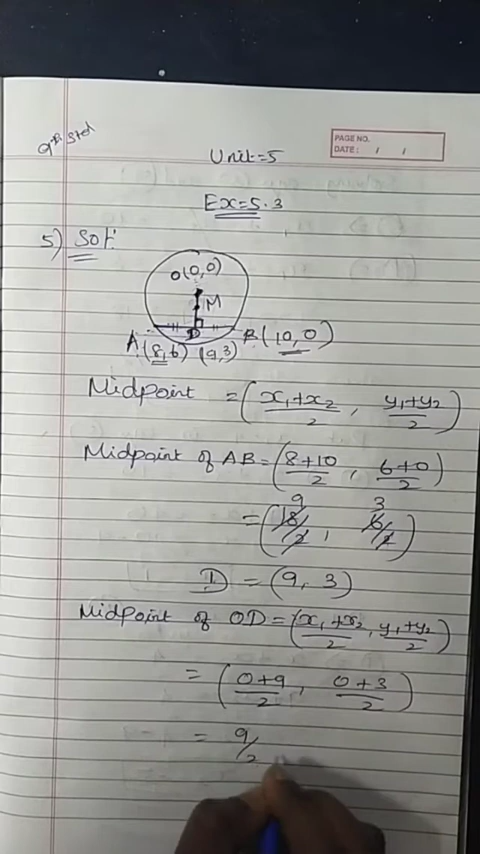 9th Std
PAGE NO.
DATE: / /
Unit=5
Ex=5.3
5) Sol:
O(0,0)
M
D
A(8,6) (9,3) B(10,0)
Midpoint = (x₁+x₂/2, y₁+y₂/2)
Midpoint of AB = (8+10/2, 6+0/2)
9 3
= (18/2, 6/2)
D = (9, 3)
Midpoint of OD = (x₁+x₂/2, y₁+y₂/2)
= (0+9/2, 0+3/2)
= 9/2